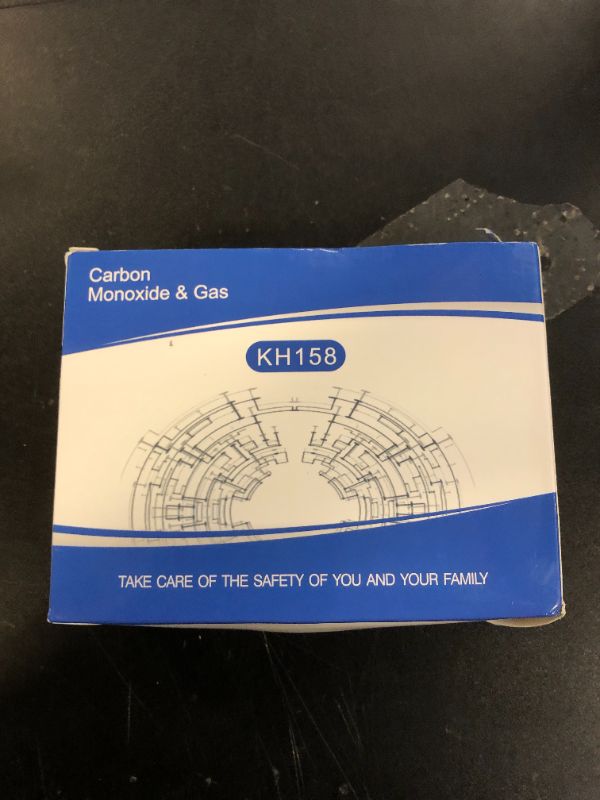 Carbon
Monoxide & Gas
KH158
TAKE CARE OF THE SAFETY OF YOU AND YOUR FAMILY